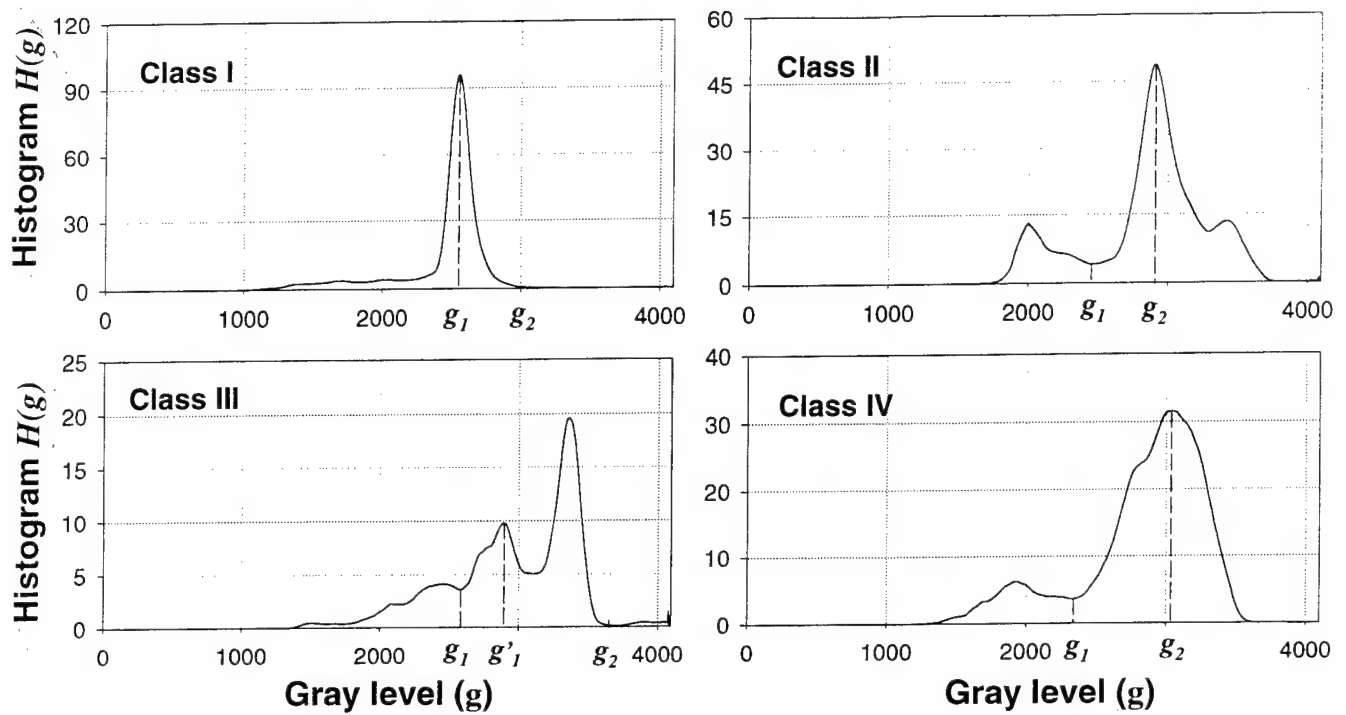 Histogram H(g)
120
90
60
30
0
Class I
0 1000 2000 g1 g2 4000
60
45
30
15
0
Class II
0 1000 2000 g1 g2 4000
Histogram H(g)
25
20
15
10
5
0
Class III
0 1000 2000 g1 g'1 g2 4000
Gray level (g)
40
30
20
10
0
Class IV
0 1000 2000 g1 g2 4000
Gray level (g)